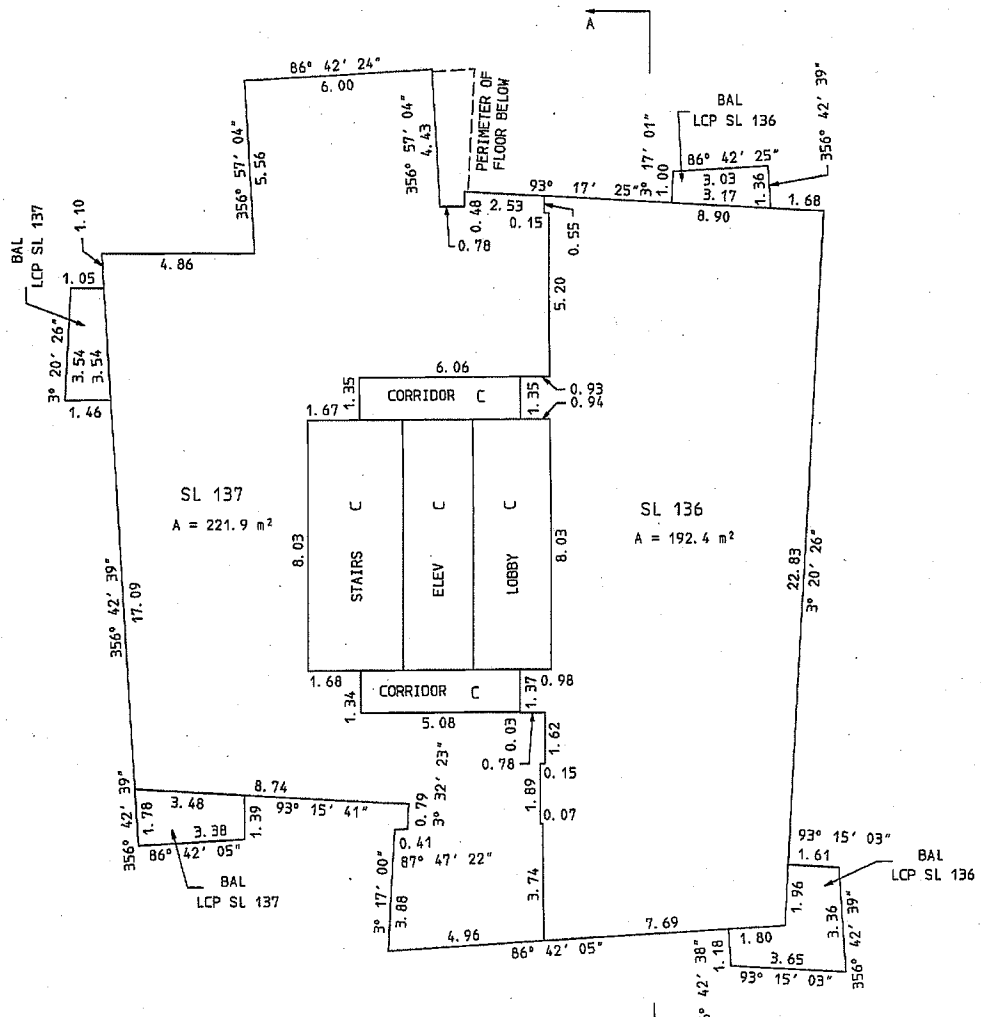 A
86° 42' 24"
6.00
PERIMETER OF
FLOOR BELOW
356° 57' 04"
5.56
356° 57' 04"
4.43
BAL
LCP SL 136
3° 17' 01"
1.00
86° 42' 25"
3.03
3.17
1.36
356° 42' 39"
93° 17' 25"
8.90
1.68
0.48
2.53
0.15
0.55
0.78
BAL
LCP SL 137
1.10
4.86
1.05
3° 20' 26"
3.54
3.54
1.46
5.20
6.06
1.35
CORRIDOR C
1.35
0.93
0.94
1.67
SL 137
A = 221.9 m²
8.03
STAIRS C
ELEV C
LOBBY C
8.03
SL 136
A = 192.4 m²
22.83
3° 20' 26"
356° 42' 39"
17.09
1.68
1.34
CORRIDOR C
1.37
0.98
5.08
0.03
0.78
1.62
0.15
1.89
0.07
8.74
93° 15' 41"
3.48
356° 42' 39"
1.78
3.38
1.39
86° 42' 05"
BAL
LCP SL 137
0.79
3° 32' 23"
0.41
87° 47' 22"
3° 17' 00"
3.88
3.74
4.96
86° 42' 05"
7.69
93° 15' 03"
1.61
BAL
LCP SL 136
1.96
3.36
356° 42' 39"
1.80
1.18
42' 38"
3.65
93° 15' 03"